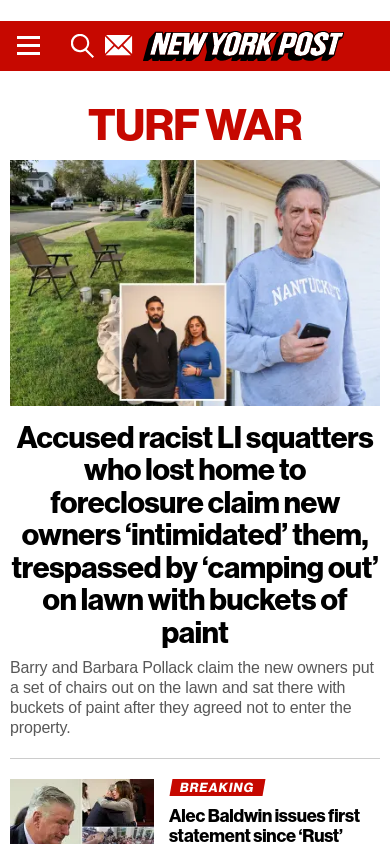 NEW YORK POST
TURF WAR
NANTUCKET
Accused racist LI squatters
who lost home to
foreclosure claim new
owners ‘intimidated’ them,
trespassed by ‘camping out’
on lawn with buckets of
paint
Barry and Barbara Pollack claim the new owners put
a set of chairs out on the lawn and sat there with
buckets of paint after they agreed not to enter the
property.
BREAKING
Alec Baldwin issues first
statement since ‘Rust’